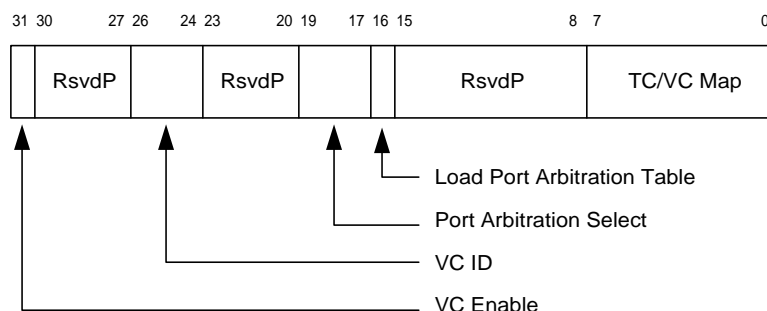 31 30 27 26 24 23 20 19 17 16 15 8 7 0
RsvdP RsvdP RsvdP TC/VC Map
Load Port Arbitration Table
Port Arbitration Select
VC ID
VC Enable